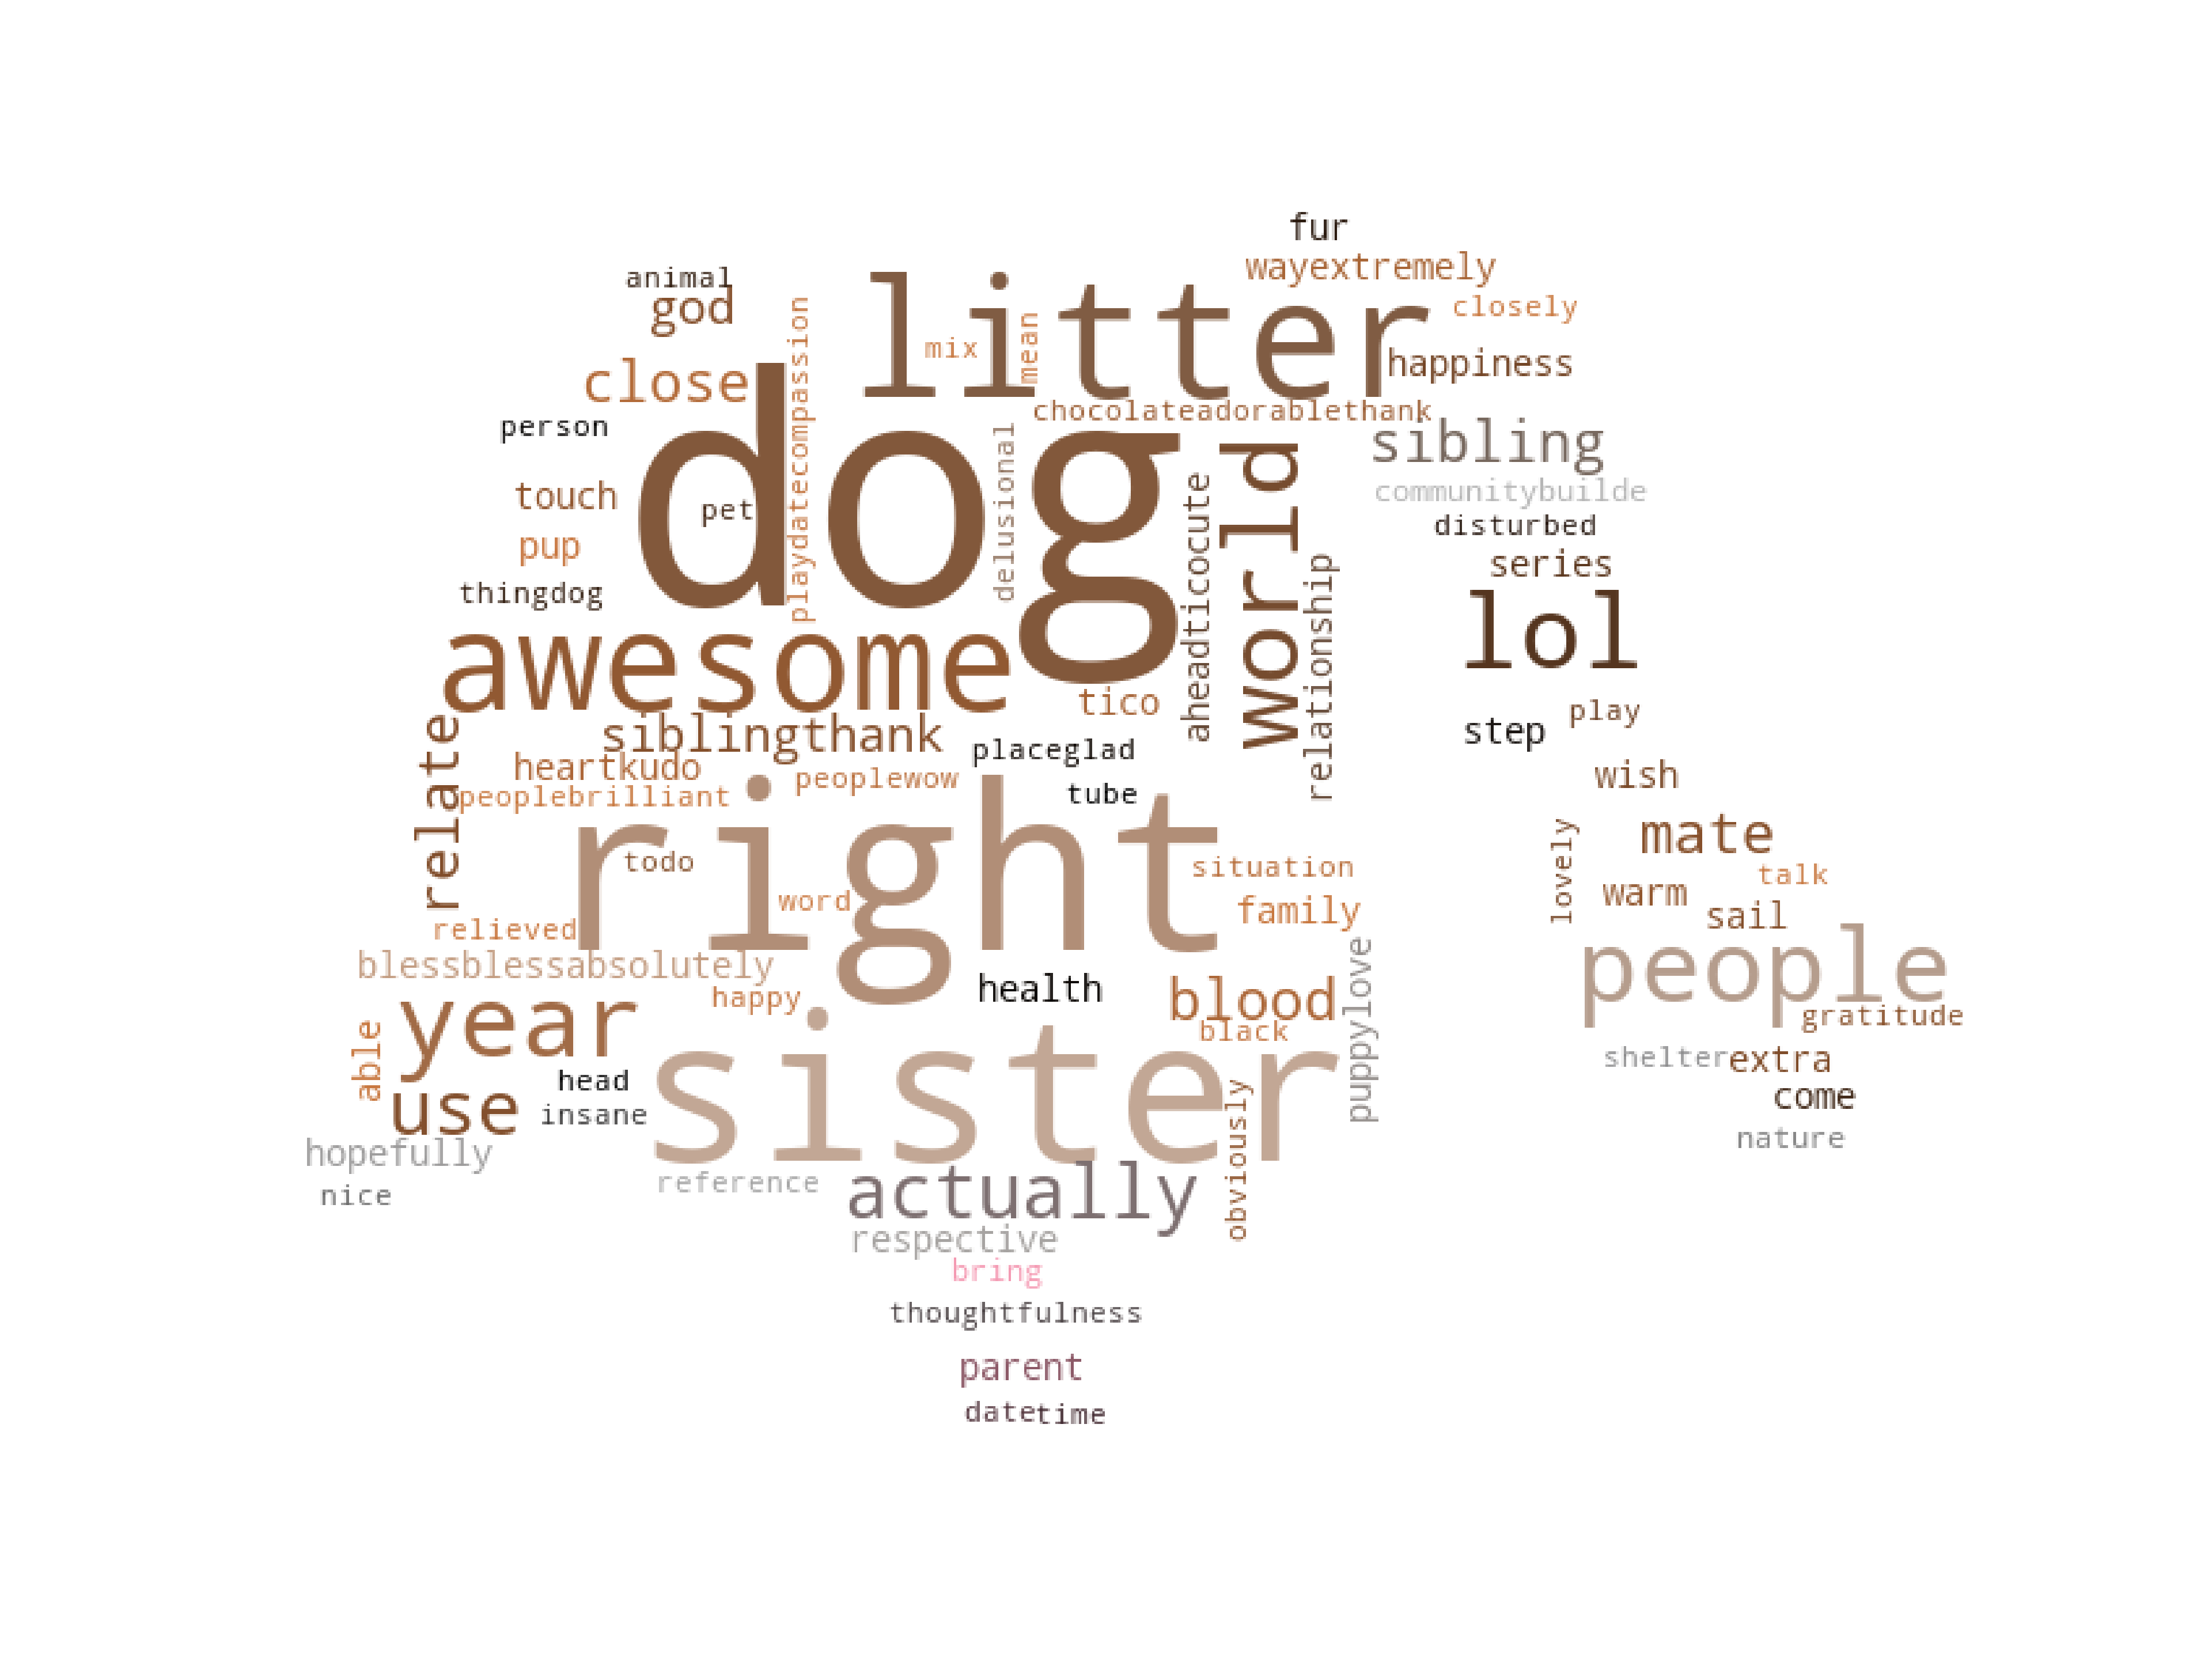 fur
wayextremely
animal
god
litter
closely
mix
mean
happiness
close
playdatecompassion
chocolateadorablethank
person
dog
sibling
world
touch
pet
delusional
aheadticocute
communitybuilde
disturbed
pup
series
thingdog
relationship
lol
awesome
tico
play
siblingthank
step
relate
placeglad
heartkudo
peoplewow
wish
peoplebrilliant
tube
right
mate
todo
situation
lovely
talk
word
warm
family
sail
relieved
blessblessabsolutely
puppylove
people
happy
health
blood
year
black
gratitude
able
shelter
extra
head
sister
come
use
insane
obviously
nature
hopefully
reference
actually
nice
respective
bring
thoughtfulness
parent
date
time